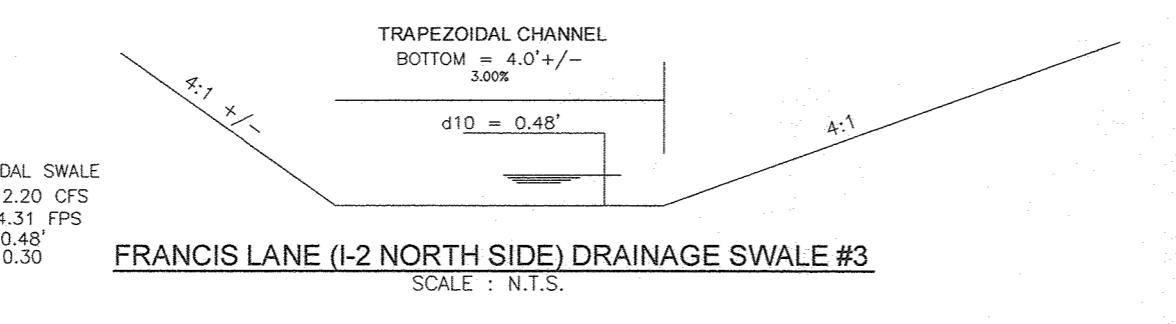 TRAPEZOIDAL CHANNEL
BOTTOM = 4.0'+/-
3.00%
4:1 +/-
d10 = 0.48'
4:1
DAL SWALE
2.20 CFS
4.31 FPS
0.48'
0.30
FRANCIS LANE (I-2 NORTH SIDE) DRAINAGE SWALE #3
SCALE : N.T.S.